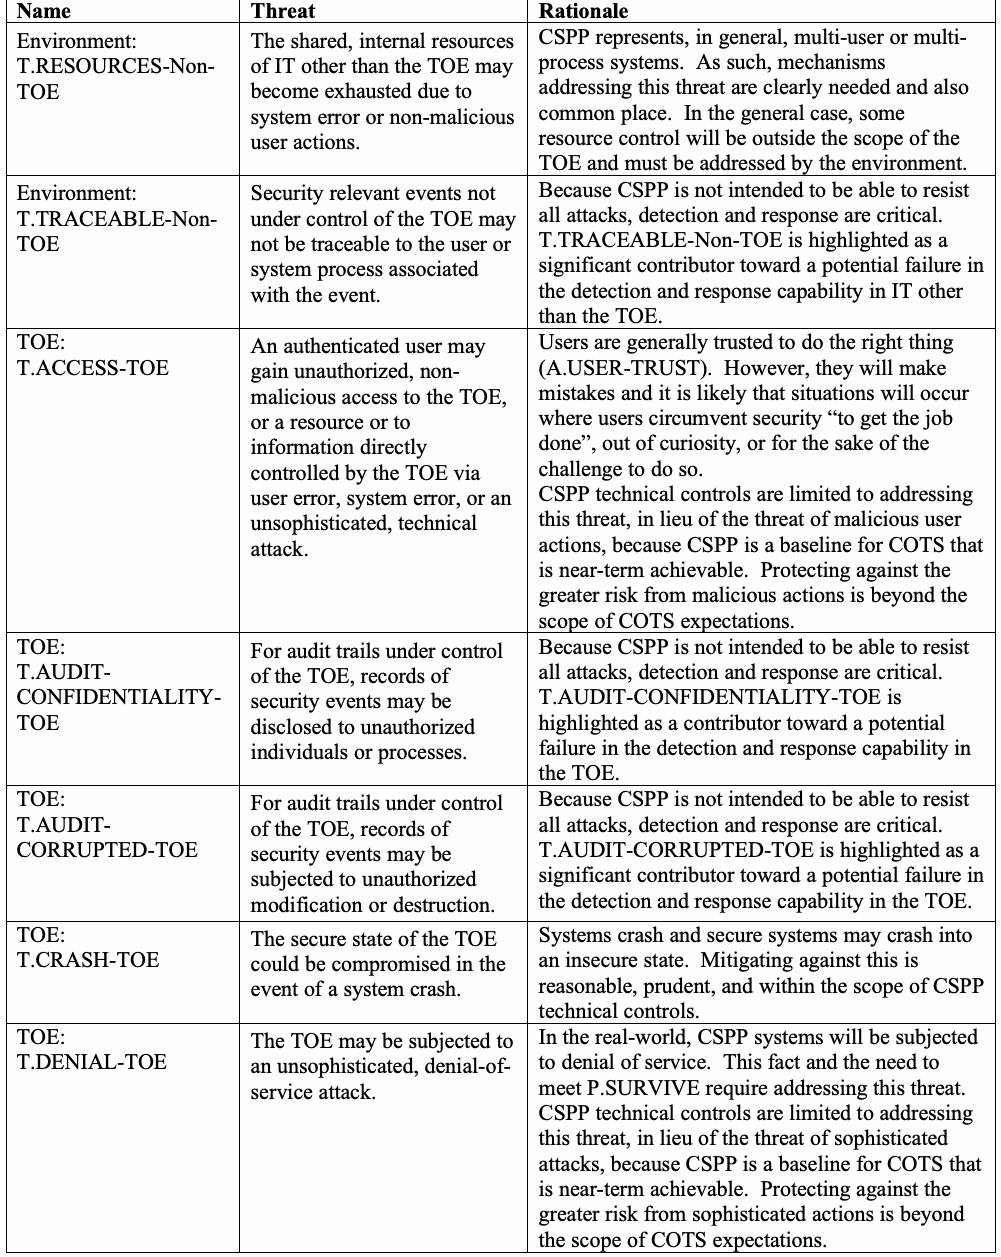 Name
Threat
Rationale
Environment:
T.RESOURCES-Non-
TOE
The shared, internal resources
of IT other than the TOE may
become exhausted due to
system error or non-malicious
user actions.
CSPP represents, in general, multi-user or multi-
process systems.  As such, mechanisms
addressing this threat are clearly needed and also
common place.  In the general case, some
resource control will be outside the scope of the
TOE and must be addressed by the environment.
Environment:
T.TRACEABLE-Non-
TOE
Security relevant events not
under control of the TOE may
not be traceable to the user or
system process associated
with the event.
Because CSPP is not intended to be able to resist
all attacks, detection and response are critical.
T.TRACEABLE-Non-TOE is highlighted as a
significant contributor toward a potential failure in
the detection and response capability in IT other
than the TOE.
TOE:
T.ACCESS-TOE
An authenticated user may
gain unauthorized, non-
malicious access to the TOE,
or a resource or to
information directly
controlled by the TOE via
user error, system error, or an
unsophisticated, technical
attack.
Users are generally trusted to do the right thing
(A.USER-TRUST).  However, they will make
mistakes and it is likely that situations will occur
where users circumvent security “to get the job
done”, out of curiosity, or for the sake of the
challenge to do so.
CSPP technical controls are limited to addressing
this threat, in lieu of the threat of malicious user
actions, because CSPP is a baseline for COTS that
is near-term achievable.  Protecting against the
greater risk from malicious actions is beyond the
scope of COTS expectations.
TOE:
T.AUDIT-
CONFIDENTIALITY-
TOE
For audit trails under control
of the TOE, records of
security events may be
disclosed to unauthorized
individuals or processes.
Because CSPP is not intended to be able to resist
all attacks, detection and response are critical.
T.AUDIT-CONFIDENTIALITY-TOE is
highlighted as a contributor toward a potential
failure in the detection and response capability in
the TOE.
TOE:
T.AUDIT-
CORRUPTED-TOE
For audit trails under control
of the TOE, records of
security events may be
subjected to unauthorized
modification or destruction.
Because CSPP is not intended to be able to resist
all attacks, detection and response are critical.
T.AUDIT-CORRUPTED-TOE is highlighted as a
significant contributor toward a potential failure in
the detection and response capability in the TOE.
TOE:
T.CRASH-TOE
The secure state of the TOE
could be compromised in the
event of a system crash.
Systems crash and secure systems may crash into
an insecure state.  Mitigating against this is
reasonable, prudent, and within the scope of CSPP
technical controls.
TOE:
T.DENIAL-TOE
The TOE may be subjected to
an unsophisticated, denial-of-
service attack.
In the real-world, CSPP systems will be subjected
to denial of service.  This fact and the need to
meet P.SURVIVE require addressing this threat.
CSPP technical controls are limited to addressing
this threat, in lieu of the threat of sophisticated
attacks, because CSPP is a baseline for COTS that
is near-term achievable.  Protecting against the
greater risk from sophisticated actions is beyond
the scope of COTS expectations.